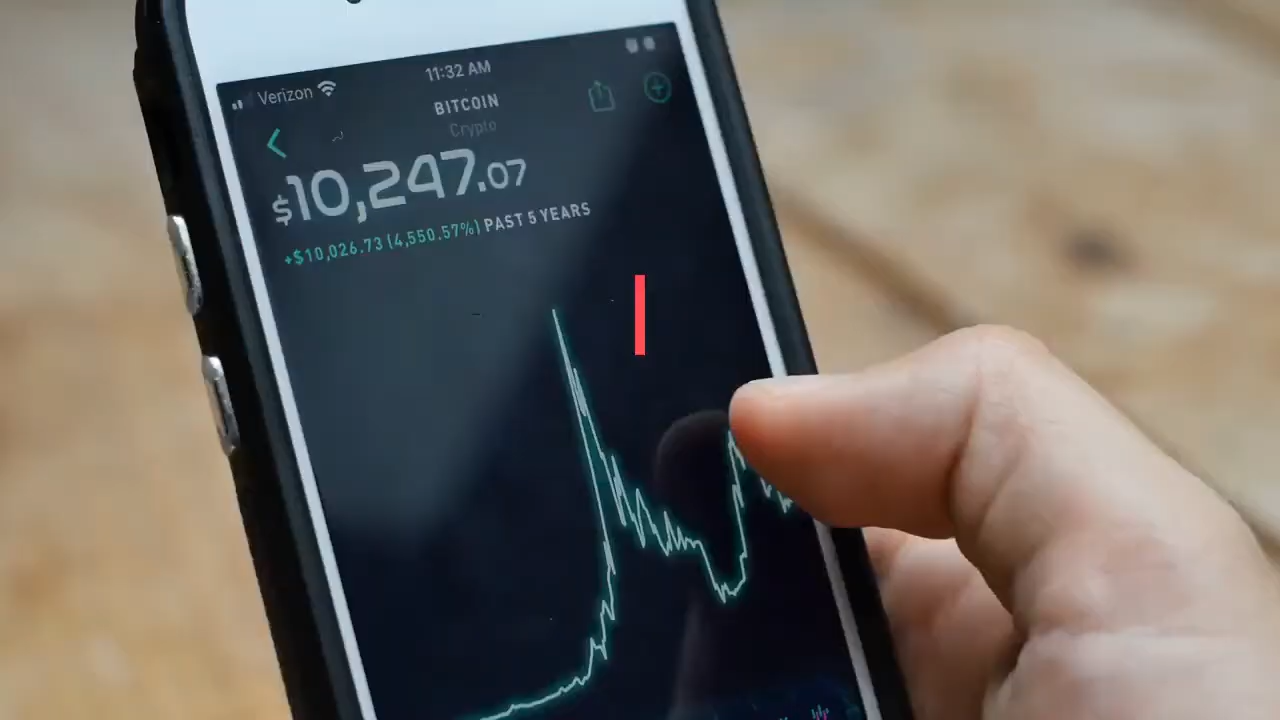 Verizon
11:32 AM
BITCOIN
Crypto
$10,247.07
+$10,026.73 (4,550.57%) PAST 5 YEARS